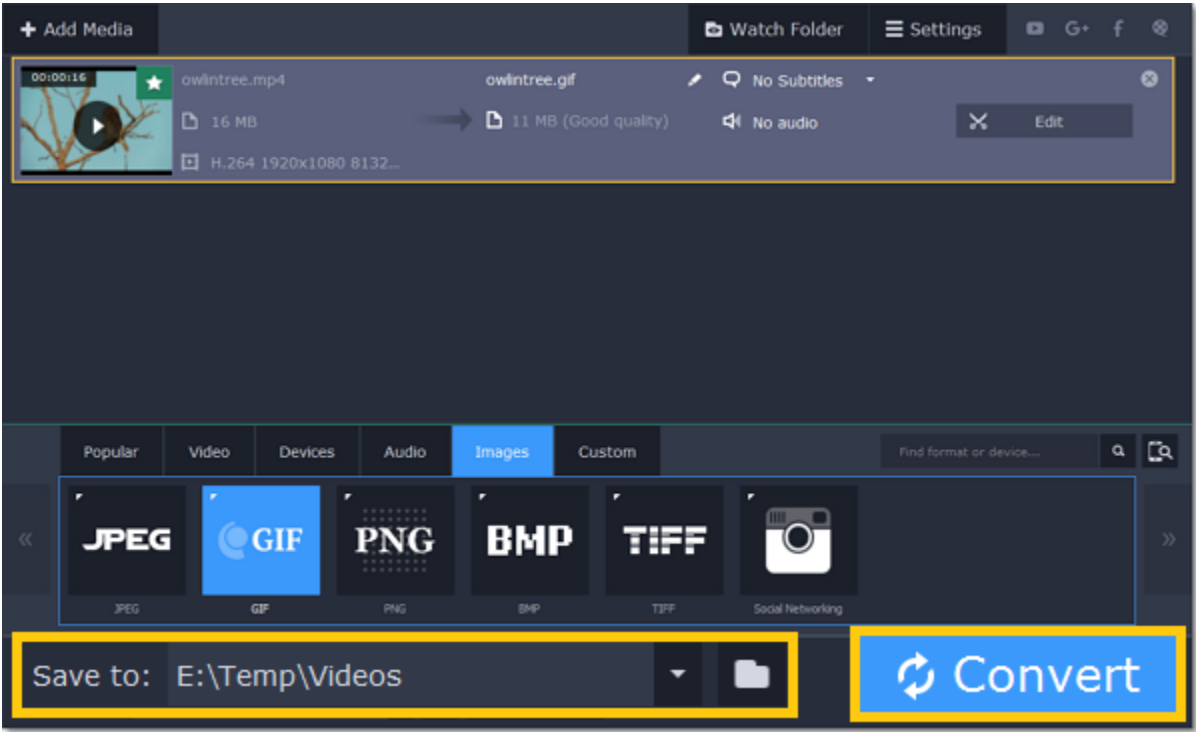 Add Media
Watch Folder
Settings
G+
f
00:00:16
owlintree.mp4
owlintree.gif
No Subtitles
16 MB
11 MB (Good quality)
No audio
Edit
H.264 1920x1080 8132...
Popular
Video
Devices
Audio
Images
Custom
Find format or device....
JPEG
GIF
PNG
BMP
TIFF
JPEG
GIF
PNG
BMP
TIFF
Social Networking
Save to:
E:\Temp\Videos
Convert